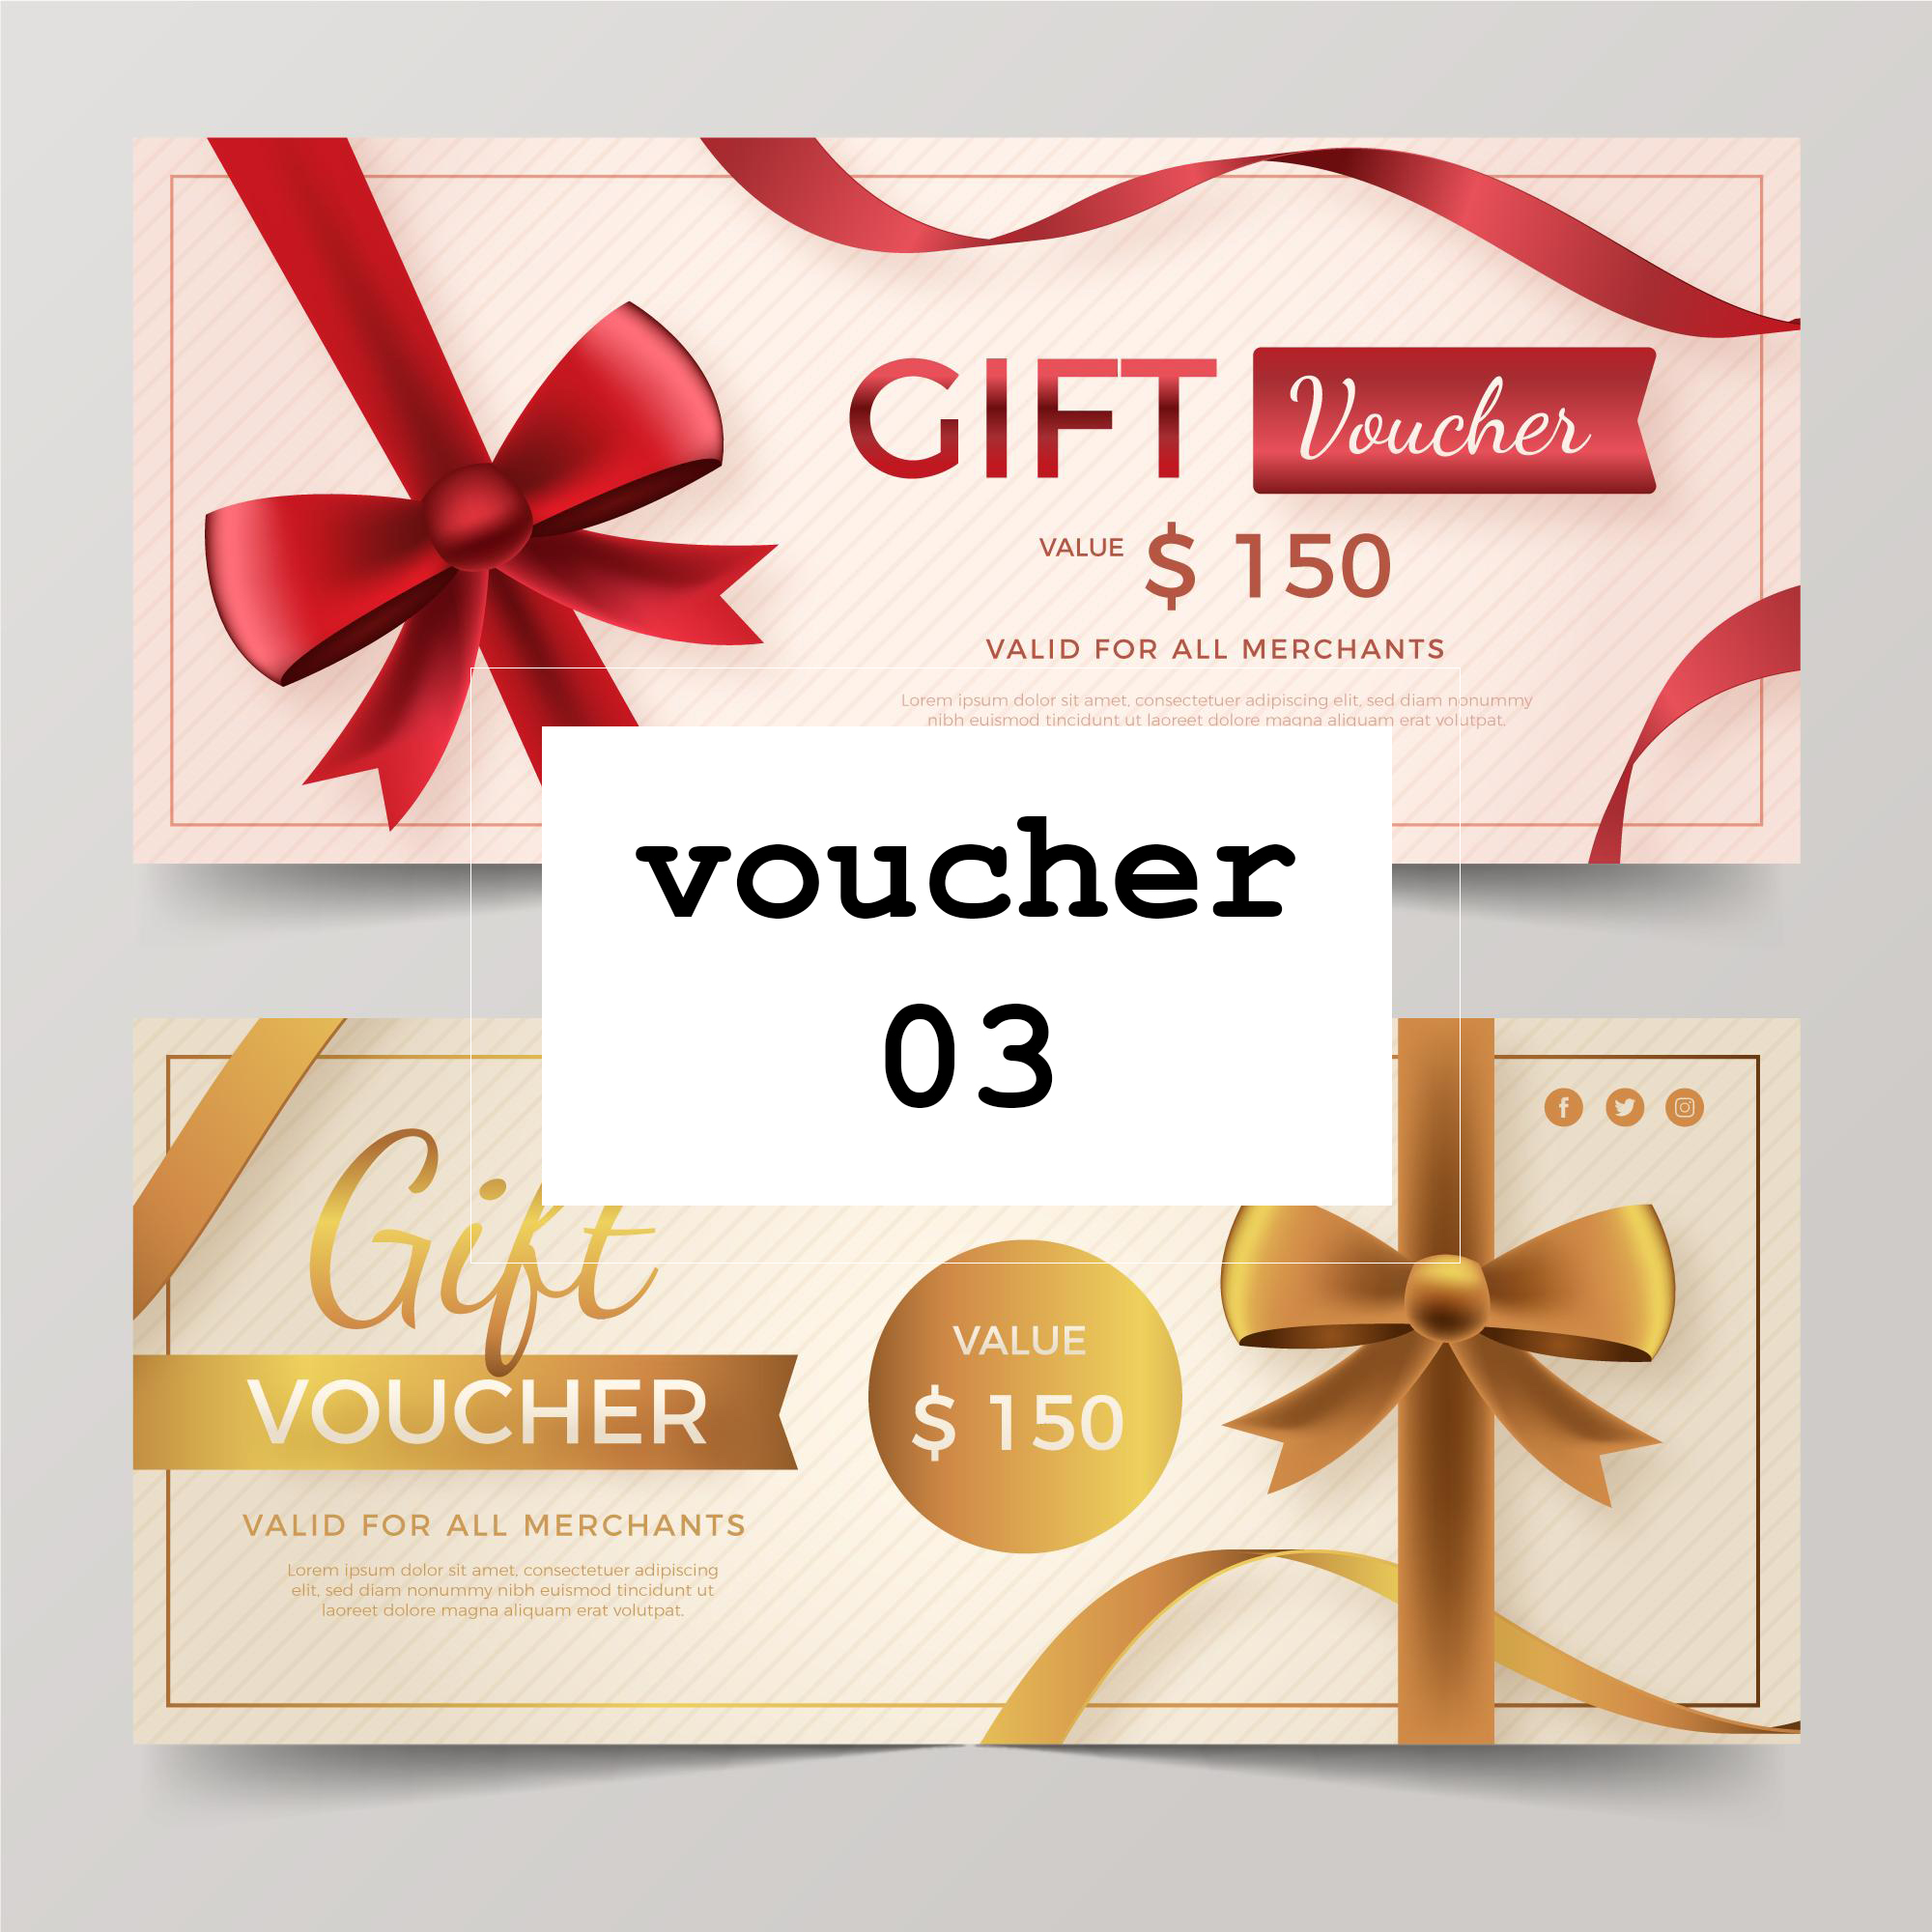 GIFT Voucher
VALUE $ 150
VALID FOR ALL MERCHANTS
Lorem ipsum dolor sit amet, consectetuer adipiscing elit, sed diam nonummy
nibh euismod tincidunt ut laoreet dolore magna aliquam erat volutpat.
voucher
03
Gift
VOUCHER
VALUE
$ 150
VALID FOR ALL MERCHANTS
Lorem ipsum dolor sit amet, consectetuer adipiscing
elit, sed diam nonummy nibh euismod tincidunt ut
laoreet dolore magna aliquam erat volutpat.